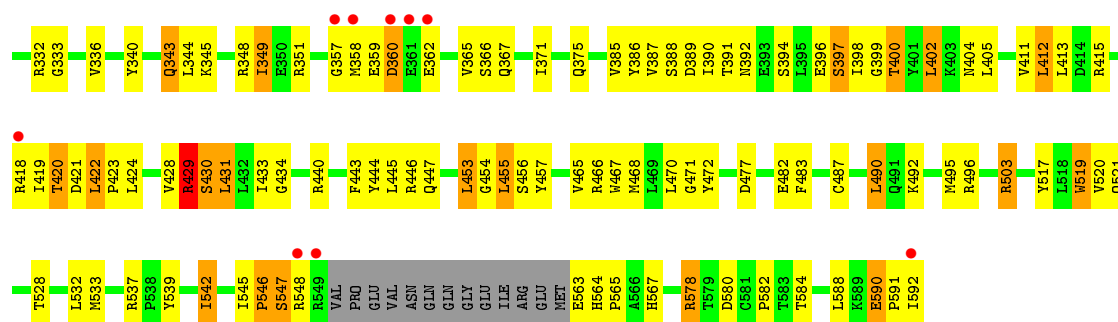 R332 G333 V336 Y340 Q343 L344 K345 R348 I349 E350 R351 G357 M358 E359 D360 E361 E362 V365 S366 Q367 I371 Q375 V385 Y386 V387 S388 D389 I390 T391 N392 E393 S394 L395 E396 S397 I398 G399 T400 Y401 L402 K403 N404 L405 V411 L412 L413 D414 R415
R418 I419 T420 D421 L422 P423 L424 V428 R429 S430 L431 L432 I433 G434 R440 F443 Y444 L445 R446 Q447 L453 G454 L455 S456 Y457 V465 R466 W467 M468 L469 L470 G471 Y472 D477 E482 F483 C487 L490 Q491 K492 M495 R496 R503 Y517 L518 W519 V520 Q521
T528 L532 M533 R537 P538 Y539 I542 I545 P546 S547 R548 R549 VAL PRO GLU VAL ASN GLN GLN GLY GLU ILE ARG GLU MET E563 H564 P565 A566 H567 R578 T579 D580 C581 P582 T583 T584 L588 K589 E590 P591 I592